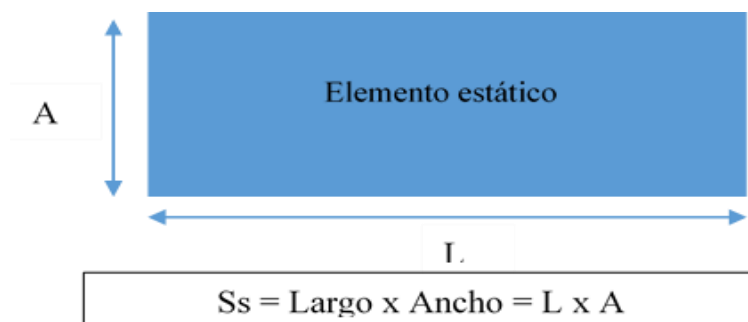 Elemento estático
A
L
Ss = Largo x Ancho = L x A